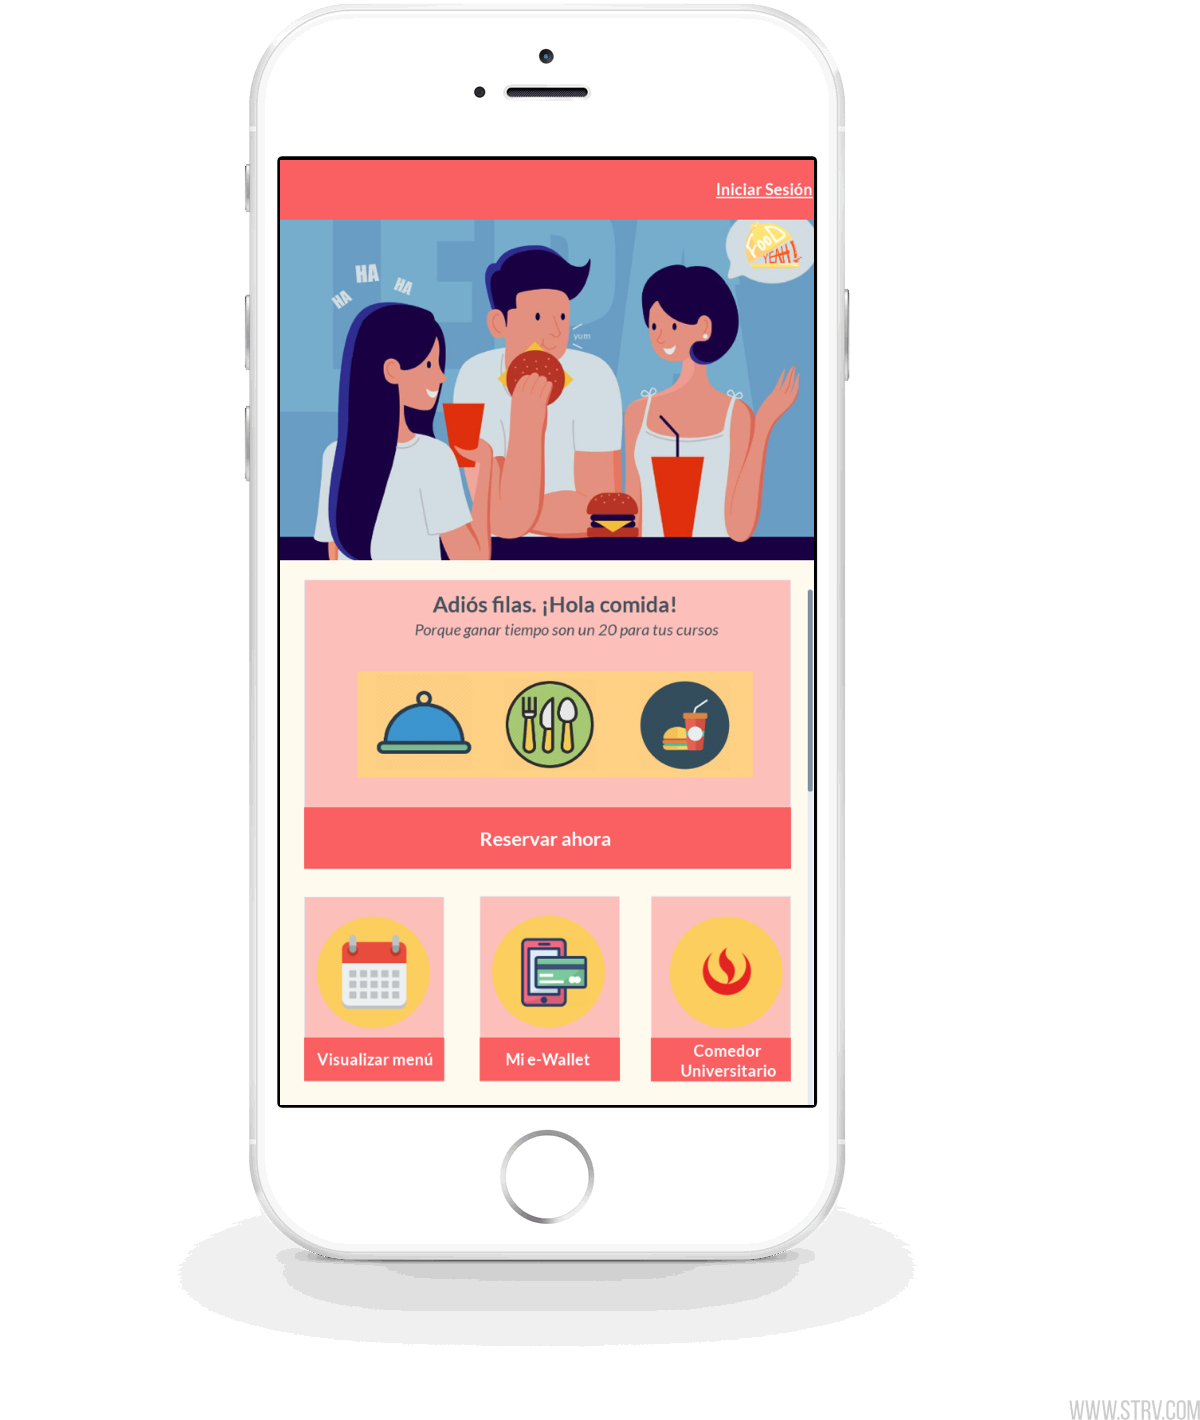 Iniciar Sesión
FooD
YEAH!
HA
HA
HA
yum
Adiós filas. ¡Hola comida!
Porque ganar tiempo son un 20 para tus cursos
Reservar ahora
Visualizar menú
Mi e-Wallet
Comedor
Universitario
WWW.STRV.COM